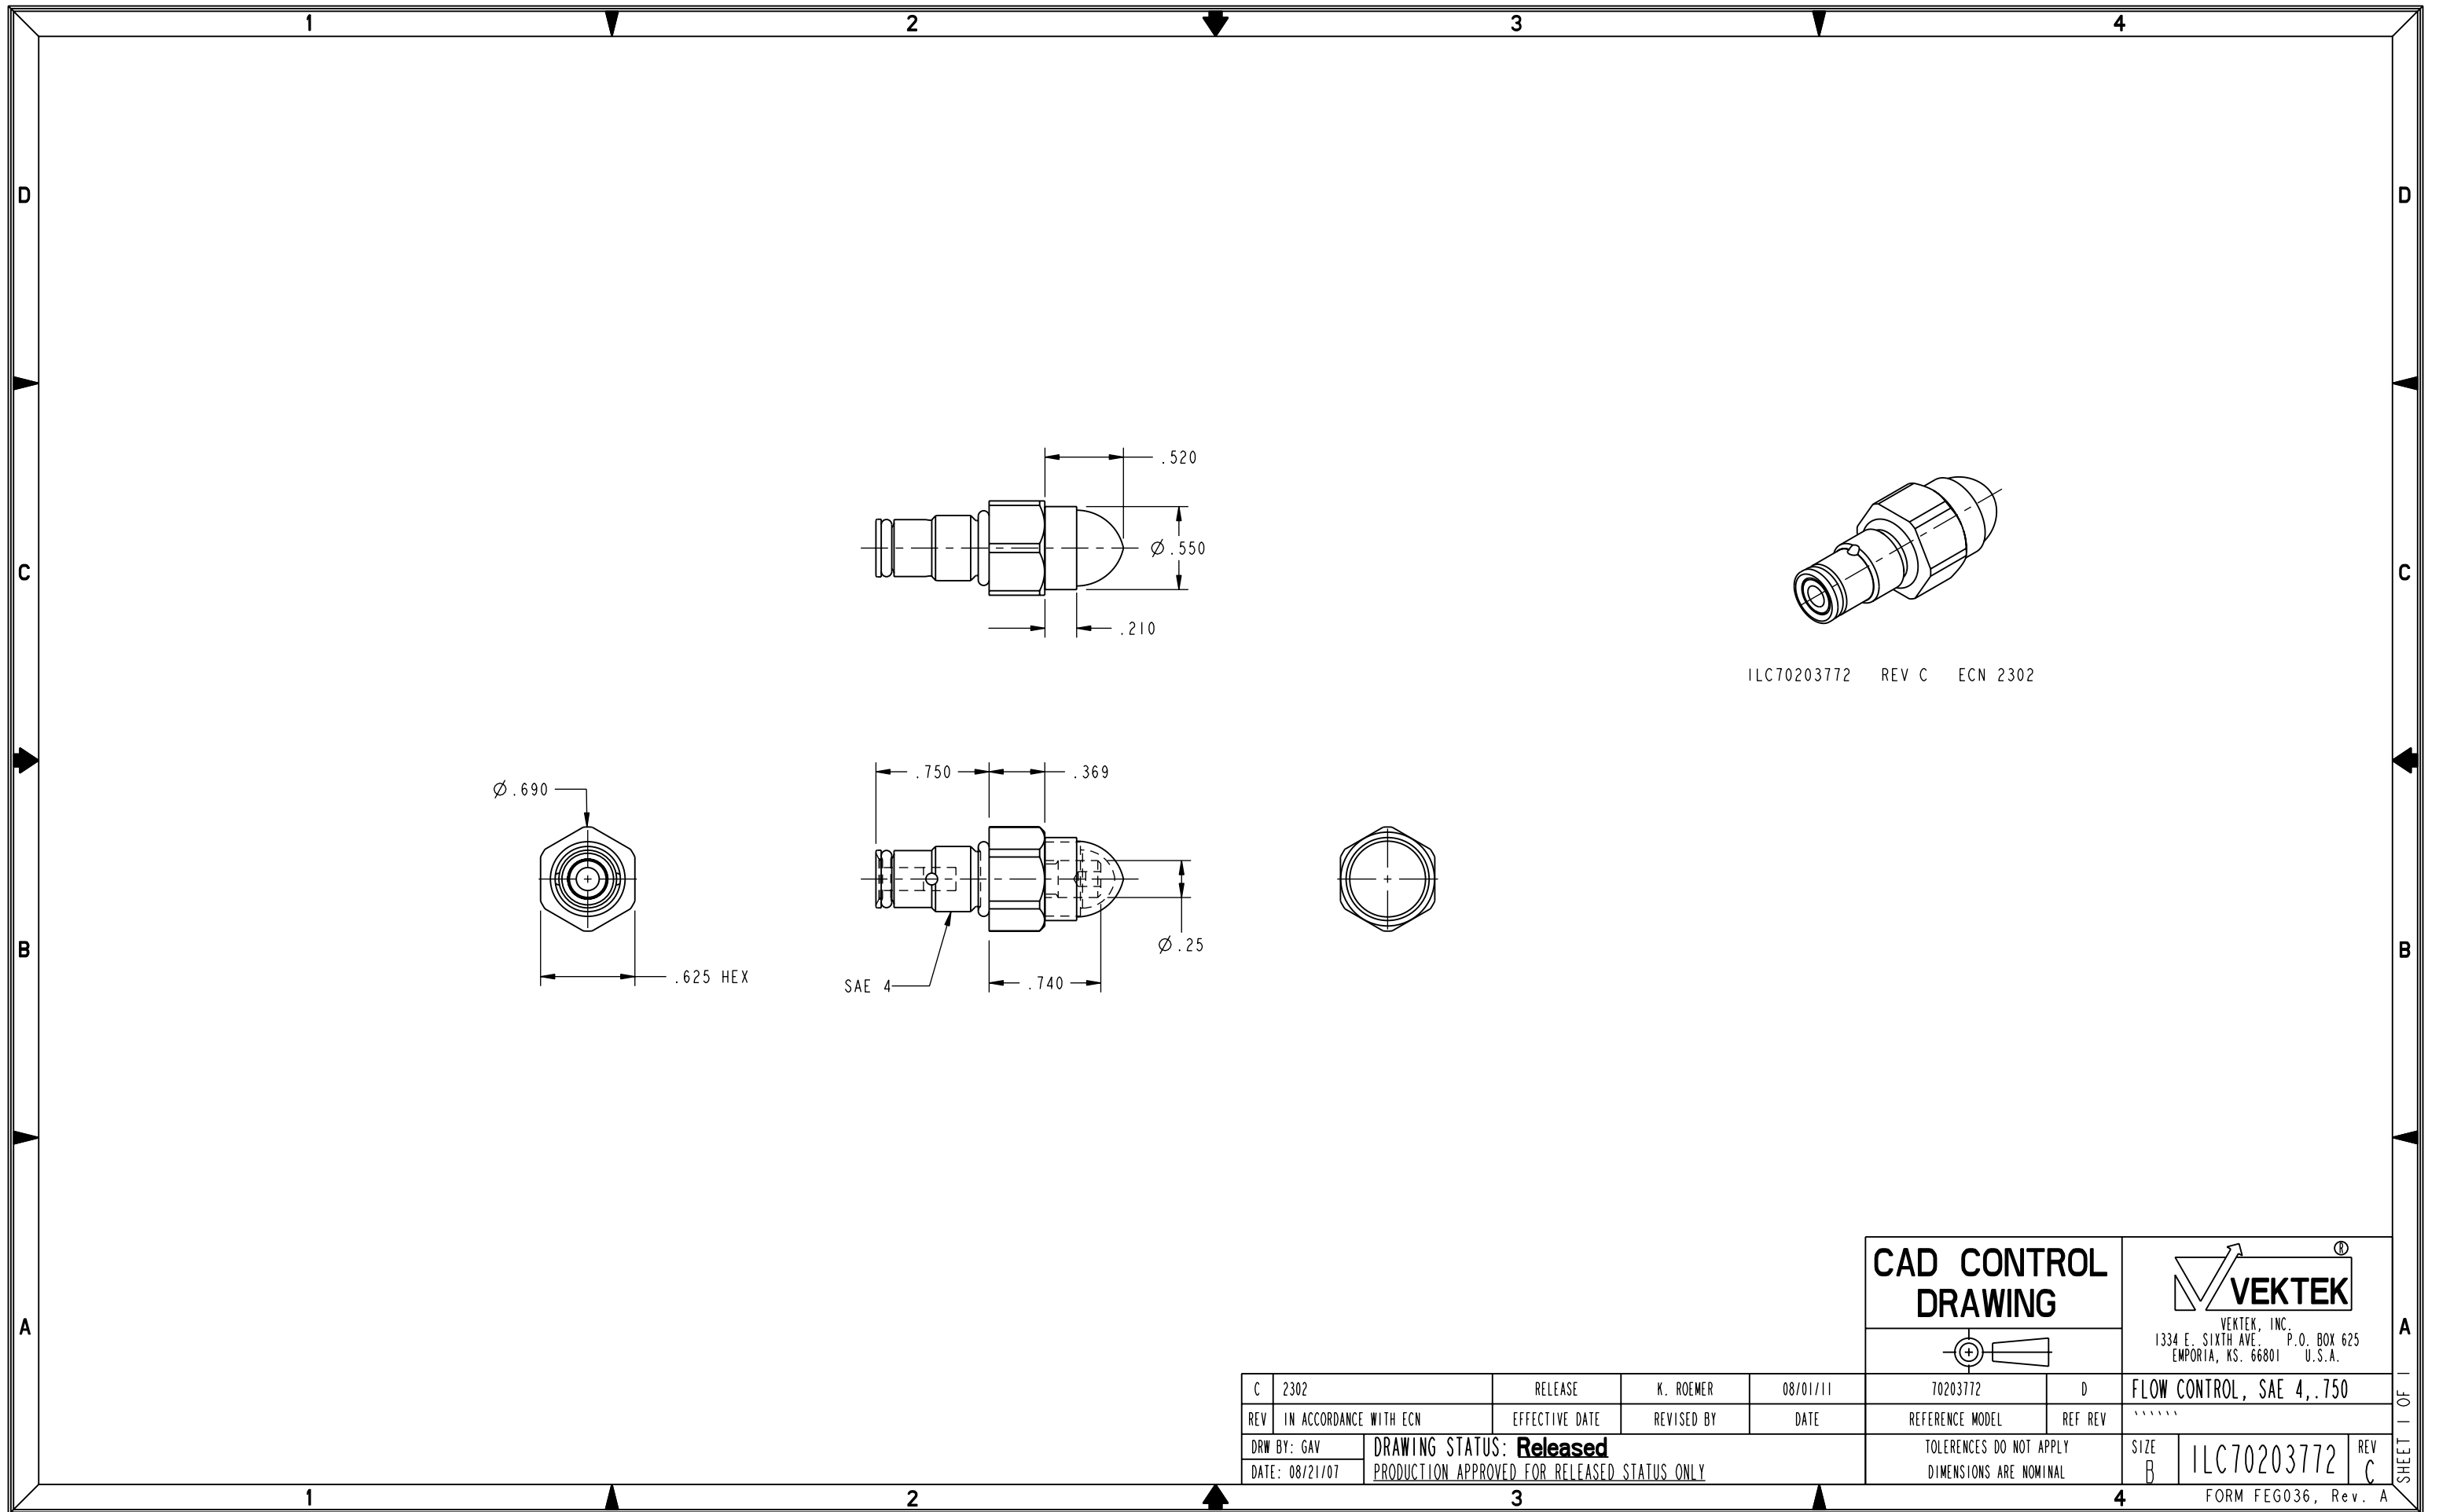 1 2 3 4
D D
.520
Ø.550
C C
.210
ILC70203772 REV C ECN 2302
.750 .369
Ø.690
Ø.25
B B
.625 HEX
SAE 4
.740
CAD CONTROL
DRAWING
®
VEKTEK
A A
VEKTEK, INC.
1334 E. SIXTH AVE. P.O. BOX 625
EMPORIA, KS. 66801 U.S.A.
C 2302 RELEASE K. ROEMER 08/01/11 70203772 D FLOW CONTROL, SAE 4,.750
REV IN ACCORDANCE WITH ECN EFFECTIVE DATE REVISED BY DATE REFERENCE MODEL REF REV ``````
DRW BY: GAV DRAWING STATUS: Released TOLERENCES DO NOT APPLY SIZE ILC70203772 REV
DATE: 08/21/07 PRODUCTION APPROVED FOR RELEASED STATUS ONLY DIMENSIONS ARE NOMINAL B C
SHEET 1 OF 1
1 2 3 4
FORM FEG036, Rev. A